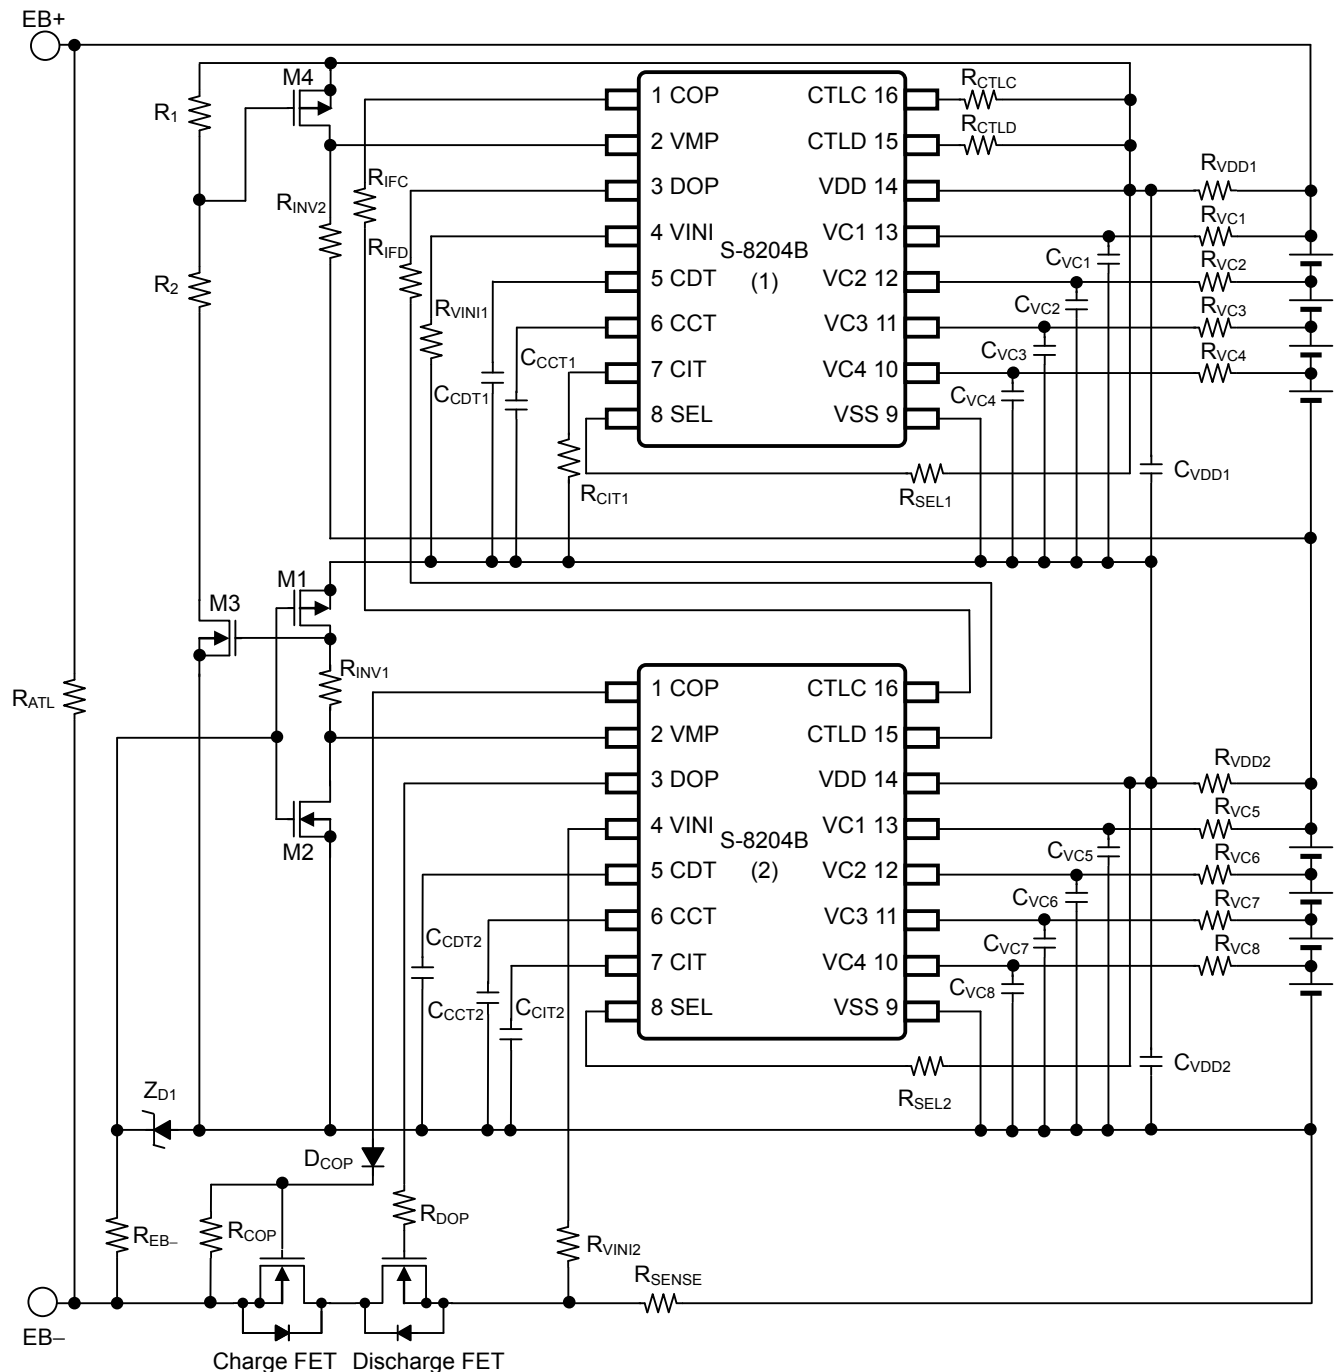 EB+
M4
R1
RINV2
RIFC
RIFD
R2
RVINI1
CCDT1
CCCT1
RCIT1
1 COP
2 VMP
3 DOP
4 VINI
5 CDT
6 CCT
7 CIT
8 SEL
S-8204B
(1)
CTLC 16
CTLD 15
VDD 14
VC1 13
VC2 12
VC3 11
VC4 10
VSS 9
RCTLC
RCTLD
RVDD1
RVC1
RVC2
RVC3
RVC4
CVC1
CVC2
CVC3
CVC4
RSEL1
CVDD1
M1
M3
RINV1
RATL
M2
1 COP
2 VMP
3 DOP
4 VINI
5 CDT
6 CCT
7 CIT
8 SEL
S-8204B
(2)
CTLC 16
CTLD 15
VDD 14
VC1 13
VC2 12
VC3 11
VC4 10
VSS 9
RVDD2
RVC5
RVC6
RVC7
RVC8
CVC5
CVC6
CVC7
CVC8
CCDT2
CCCT2
CCIT2
RSEL2
CVDD2
ZD1
DCOP
REB−
RCOP
RDOP
RVINI2
RSENSE
EB−
Charge FET
Discharge FET